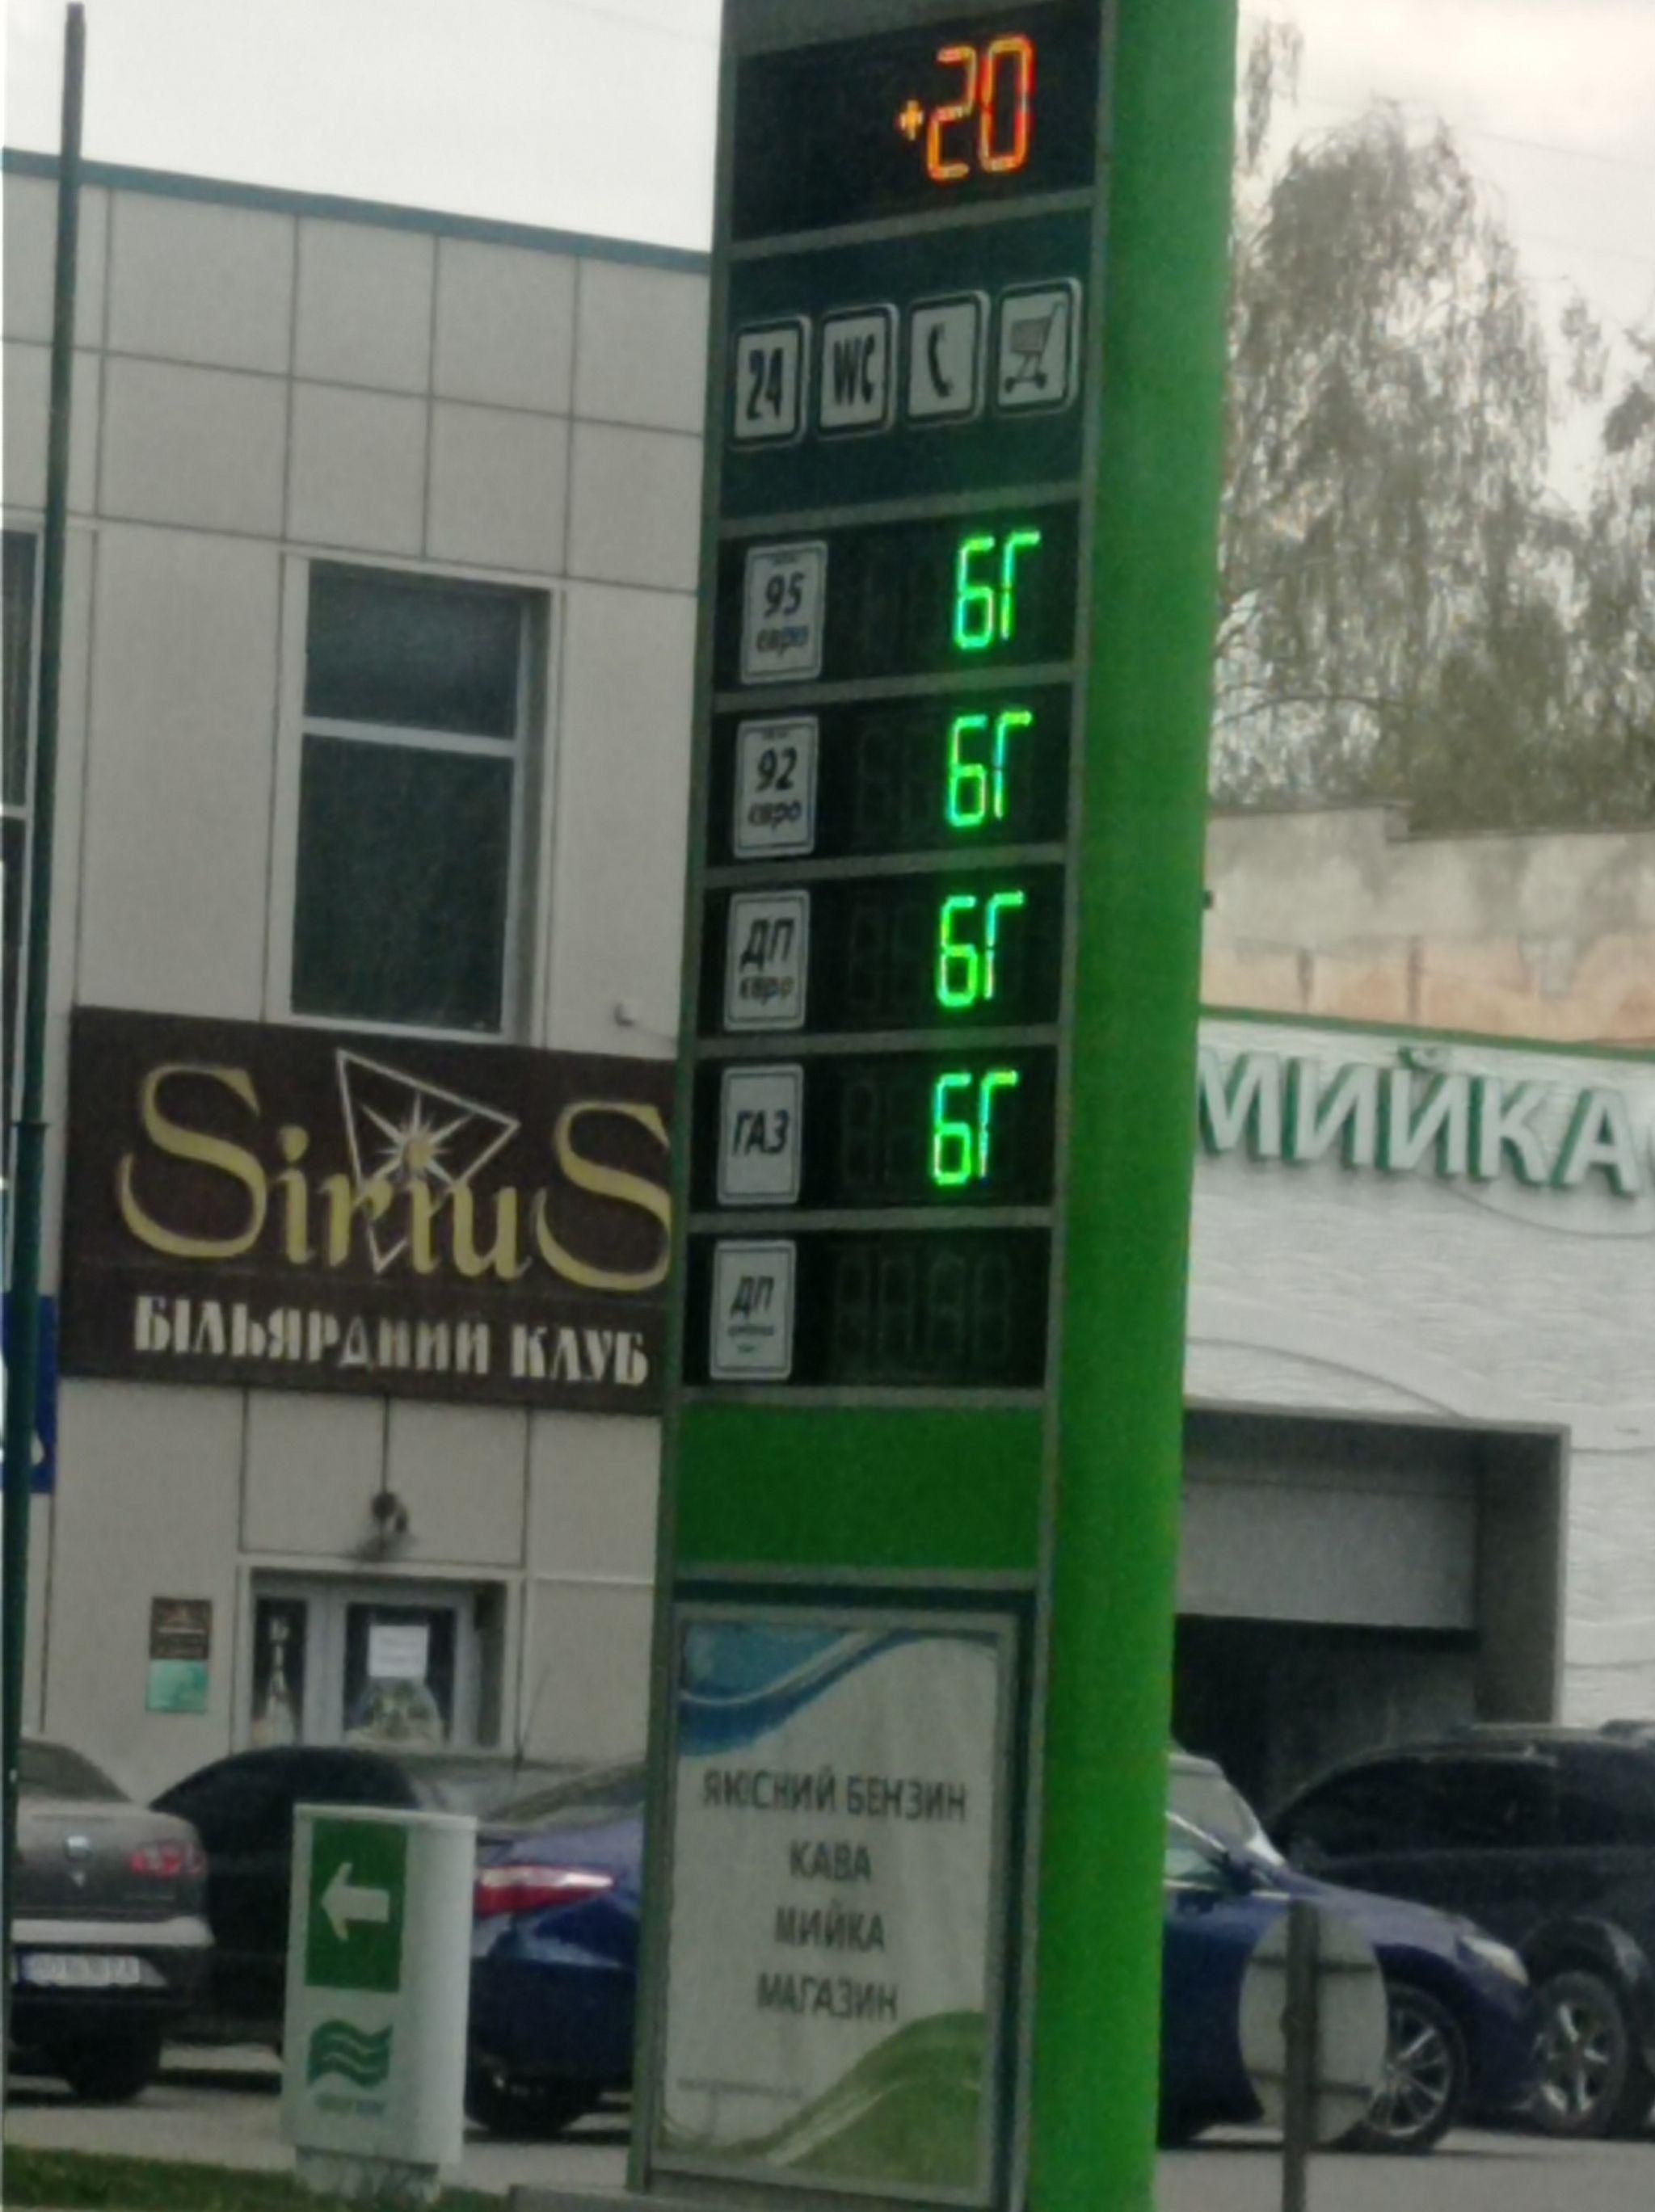 +20
24 WC
95 БГ
євро
92 БГ
євро
ДП БГ
євро
ГАЗ БГ
ДП
Sirius
БІЛЬЯРДНИЙ КЛУБ
МИЙКА
ЯКІСНИЙ БЕНЗИН
КАВА
МИЙКА
МАГАЗИН